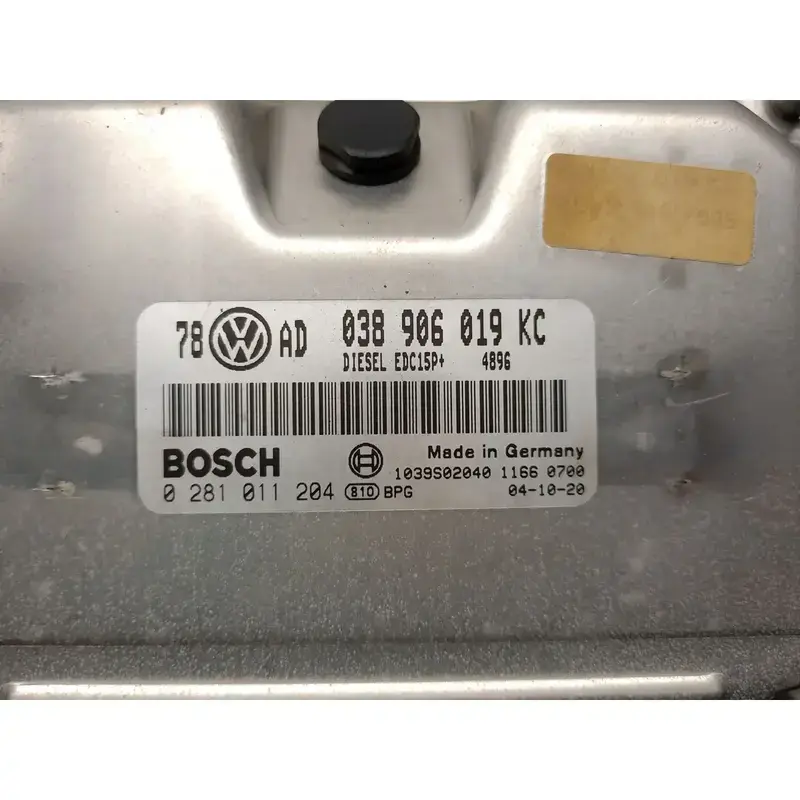 78 VW AD 038 906 019 KC
DIESEL EDC15P+ 4896
BOSCH Made in Germany
1039S02040 1166 0700
0 281 011 204 810 BPG 04-10-20